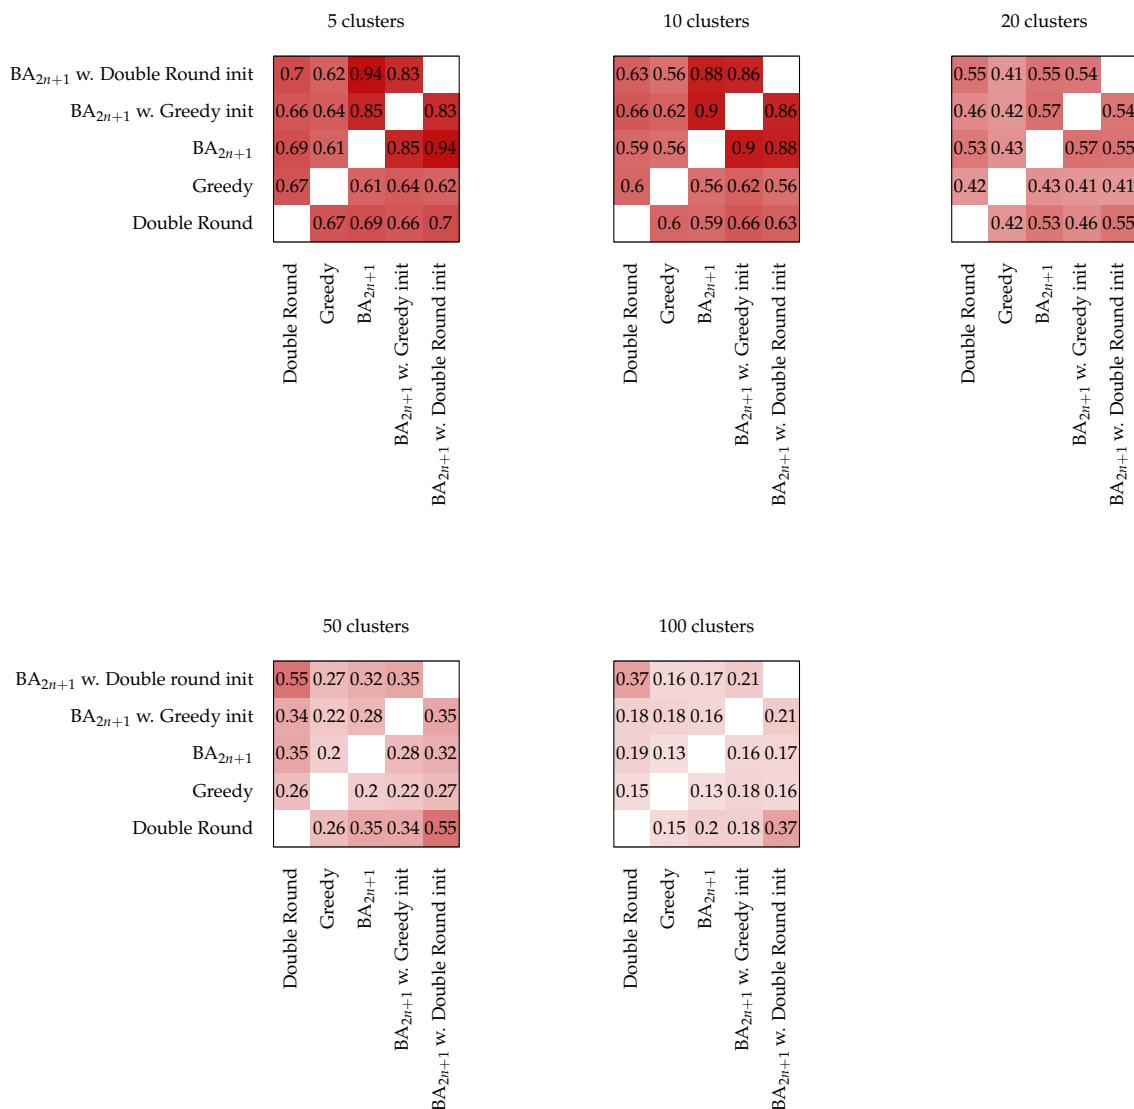 5 clusters
10 clusters
20 clusters
BA2n+1 w. Double Round init 0.7 0.62 0.94 0.83 0.63 0.56 0.88 0.86 0.55 0.41 0.55 0.54
BA2n+1 w. Greedy init 0.66 0.64 0.85 0.83 0.66 0.62 0.9 0.86 0.46 0.42 0.57 0.54
BA2n+1 0.69 0.61 0.85 0.94 0.59 0.56 0.9 0.88 0.53 0.43 0.57 0.55
Greedy 0.67 0.61 0.64 0.62 0.6 0.56 0.62 0.56 0.42 0.43 0.41 0.41
Double Round 0.67 0.69 0.66 0.7 0.6 0.59 0.66 0.63 0.42 0.53 0.46 0.55
Double Round
Greedy
BA2n+1
BA2n+1 w. Greedy init
BA2n+1 w. Double Round init
Double Round
Greedy
BA2n+1
BA2n+1 w. Greedy init
BA2n+1 w. Double Round init
Double Round
Greedy
BA2n+1
BA2n+1 w. Greedy init
BA2n+1 w. Double Round init
50 clusters
100 clusters
BA2n+1 w. Double round init 0.55 0.27 0.32 0.35 0.37 0.16 0.17 0.21
BA2n+1 w. Greedy init 0.34 0.22 0.28 0.35 0.18 0.18 0.16 0.21
BA2n+1 0.35 0.2 0.28 0.32 0.19 0.13 0.16 0.17
Greedy 0.26 0.2 0.22 0.27 0.15 0.13 0.18 0.16
Double Round 0.26 0.35 0.34 0.55 0.15 0.2 0.18 0.37
Double Round
Greedy
BA2n+1
BA2n+1 w. Greedy init
BA2n+1 w. Double Round init
Double Round
Greedy
BA2n+1
BA2n+1 w. Greedy init
BA2n+1 w. Double Round init